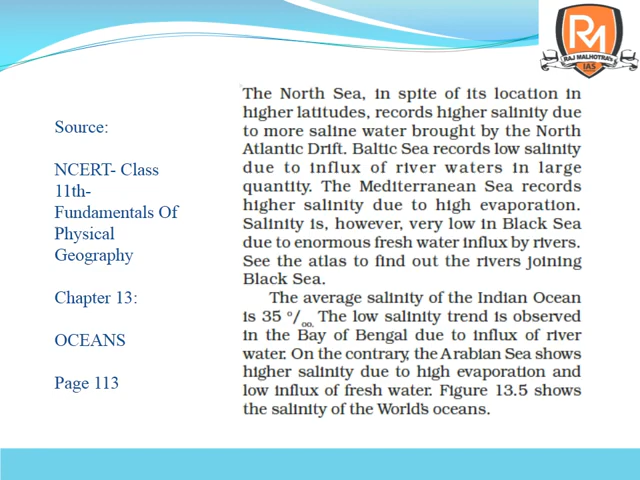 RM
RAJ MALHOTRA'S
IAS
Source:
NCERT- Class
11th-
Fundamentals Of
Physical
Geography
Chapter 13:
OCEANS
Page 113
The North Sea, in spite of its location in
higher latitudes, records higher salinity due
to more saline water brought by the North
Atlantic Drift. Baltic Sea records low salinity
due to influx of river waters in large
quantity. The Mediterranean Sea records
higher salinity due to high evaporation.
Salinity is, however, very low in Black Sea
due to enormous fresh water influx by rivers.
See the atlas to find out the rivers joining
Black Sea.
The average salinity of the Indian Ocean
is 35 o/oo. The low salinity trend is observed
in the Bay of Bengal due to influx of river
water. On the contrary, the Arabian Sea shows
higher salinity due to high evaporation and
low influx of fresh water. Figure 13.5 shows
the salinity of the World's oceans.